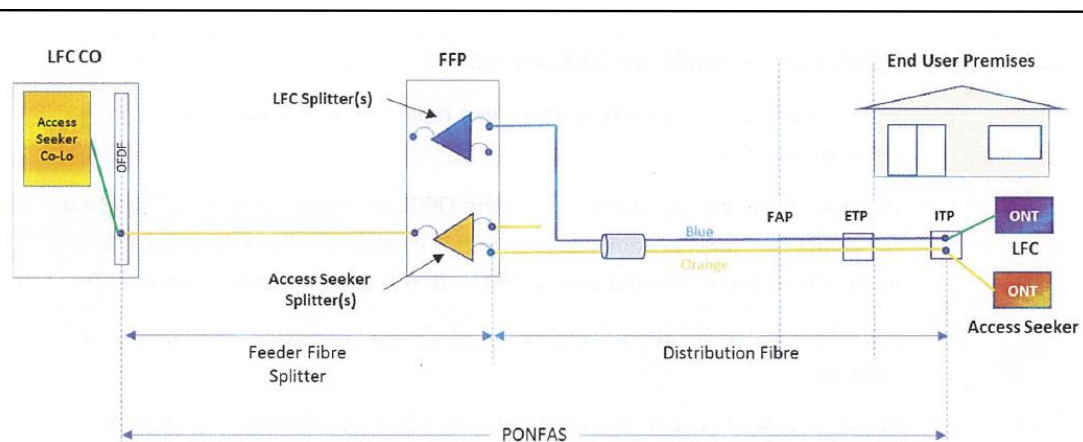 LFC CO
FFP
End User Premises
LFC Splitter(s)
Access
Seeker
Co-Lo
OFDF
FAP
ETP
ITP
ONT
LFC
Blue
Orange
Access Seeker
Splitter(s)
ONT
Access Seeker
Feeder Fibre
Splitter
Distribution Fibre
PONFAS